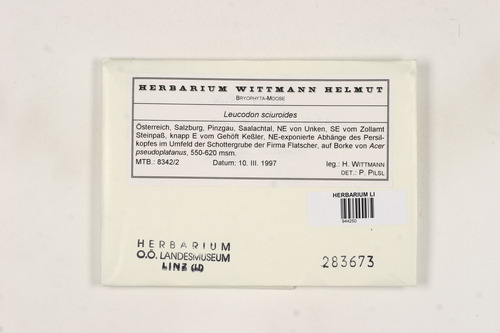 HERBARIUM WITTMANN HELMUT
BRYOPHYTA-MOOSE
Leucodon sciuroides
Österreich, Salzburg, Pinzgau, Saalachtal, NE von Unken, SE vom Zollamt
Steinpaß, knapp E vom Gehöft Keßler, NE-exponierte Abhänge des Persil-
kopfes im Umfeld der Schottergrube der Firma Flatscher, auf Borke von Acer
pseudoplatanus, 550-620 msm.
MTB.: 8342/2 Datum: 10. III. 1997 leg.: H. WITTMANN
DET.: P. PILSL
HERBARIUM LI
944250
HERBARIUM
O.Ö. LANDESMUSEUM
LINZ (LI)
283673